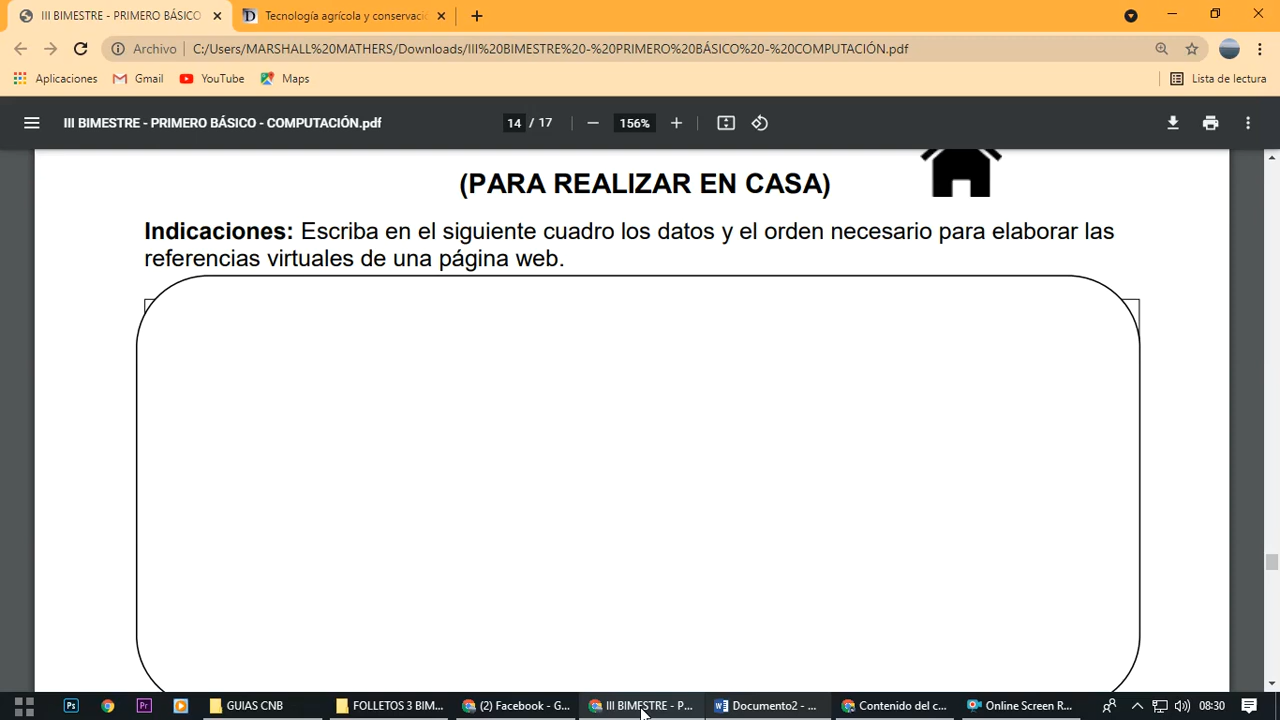 III BIMESTRE - PRIMERO BÁSICO
Tecnología agrícola y conservació
Archivo
C:/Users/MARSHALL%20MATHERS/Downloads/III%20BIMESTRE%20-%20PRIMERO%20BÁSICO%20-%20COMPUTACIÓN.pdf
Aplicaciones
Gmail
YouTube
Maps
Lista de lectura
III BIMESTRE - PRIMERO BÁSICO - COMPUTACIÓN.pdf
14 / 17
156%
(PARA REALIZAR EN CASA)
Indicaciones: Escriba en el siguiente cuadro los datos y el orden necesario para elaborar las
referencias virtuales de una página web.
Ps
Pr
GUIAS CNB
FOLLETOS 3 BIM...
(2) Facebook - G...
III BIMESTRE - P...
Documento2 - ...
Contenido del c...
Online Screen R...
08:30